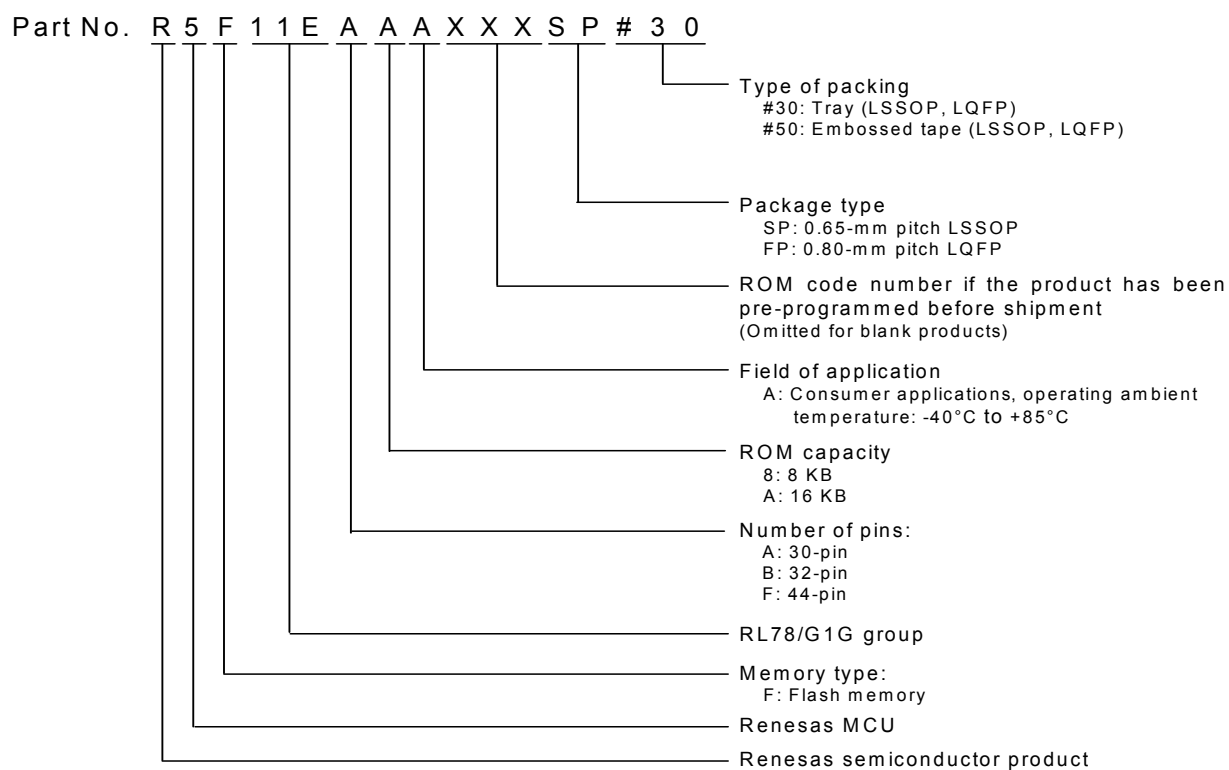 Part No. R 5 F 1 1 E A A A X X X S P # 3 0
Type of packing
#30: Tray (LSSOP, LQFP)
#50: Embossed tape (LSSOP, LQFP)
Package type
SP: 0.65-mm pitch LSSOP
FP: 0.80-mm pitch LQFP
ROM code number if the product has been
pre-programmed before shipment
(Omitted for blank products)
Field of application
A: Consumer applications, operating ambient
temperature: -40°C to +85°C
ROM capacity
8: 8 KB
A: 16 KB
Number of pins:
A: 30-pin
B: 32-pin
F: 44-pin
RL78/G1G group
Memory type:
F: Flash memory
Renesas MCU
Renesas semiconductor product